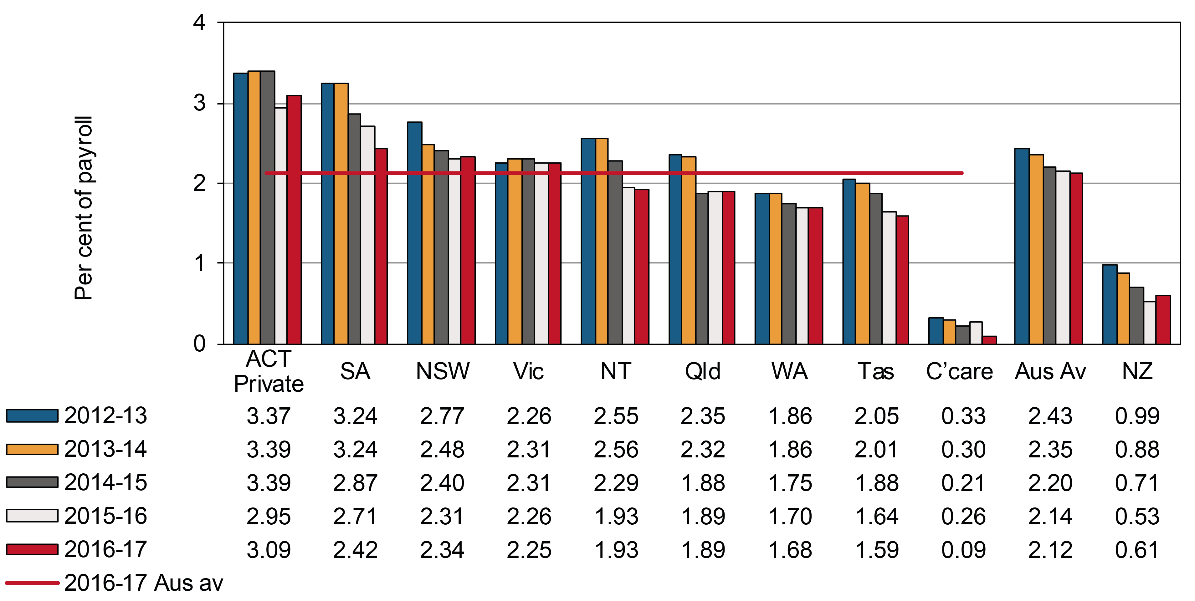 4
3
2
1
0
Per cent of payroll
ACT Private SA NSW Vic NT Qld WA Tas C'care Aus Av NZ
2012-13 3.37 3.24 2.77 2.26 2.55 2.35 1.86 2.05 0.33 2.43 0.99
2013-14 3.39 3.24 2.48 2.31 2.56 2.32 1.86 2.01 0.30 2.35 0.88
2014-15 3.39 2.87 2.40 2.31 2.29 1.88 1.75 1.88 0.21 2.20 0.71
2015-16 2.95 2.71 2.31 2.26 1.93 1.89 1.70 1.64 0.26 2.14 0.53
2016-17 3.09 2.42 2.34 2.25 1.93 1.89 1.68 1.59 0.09 2.12 0.61
2016-17 Aus av